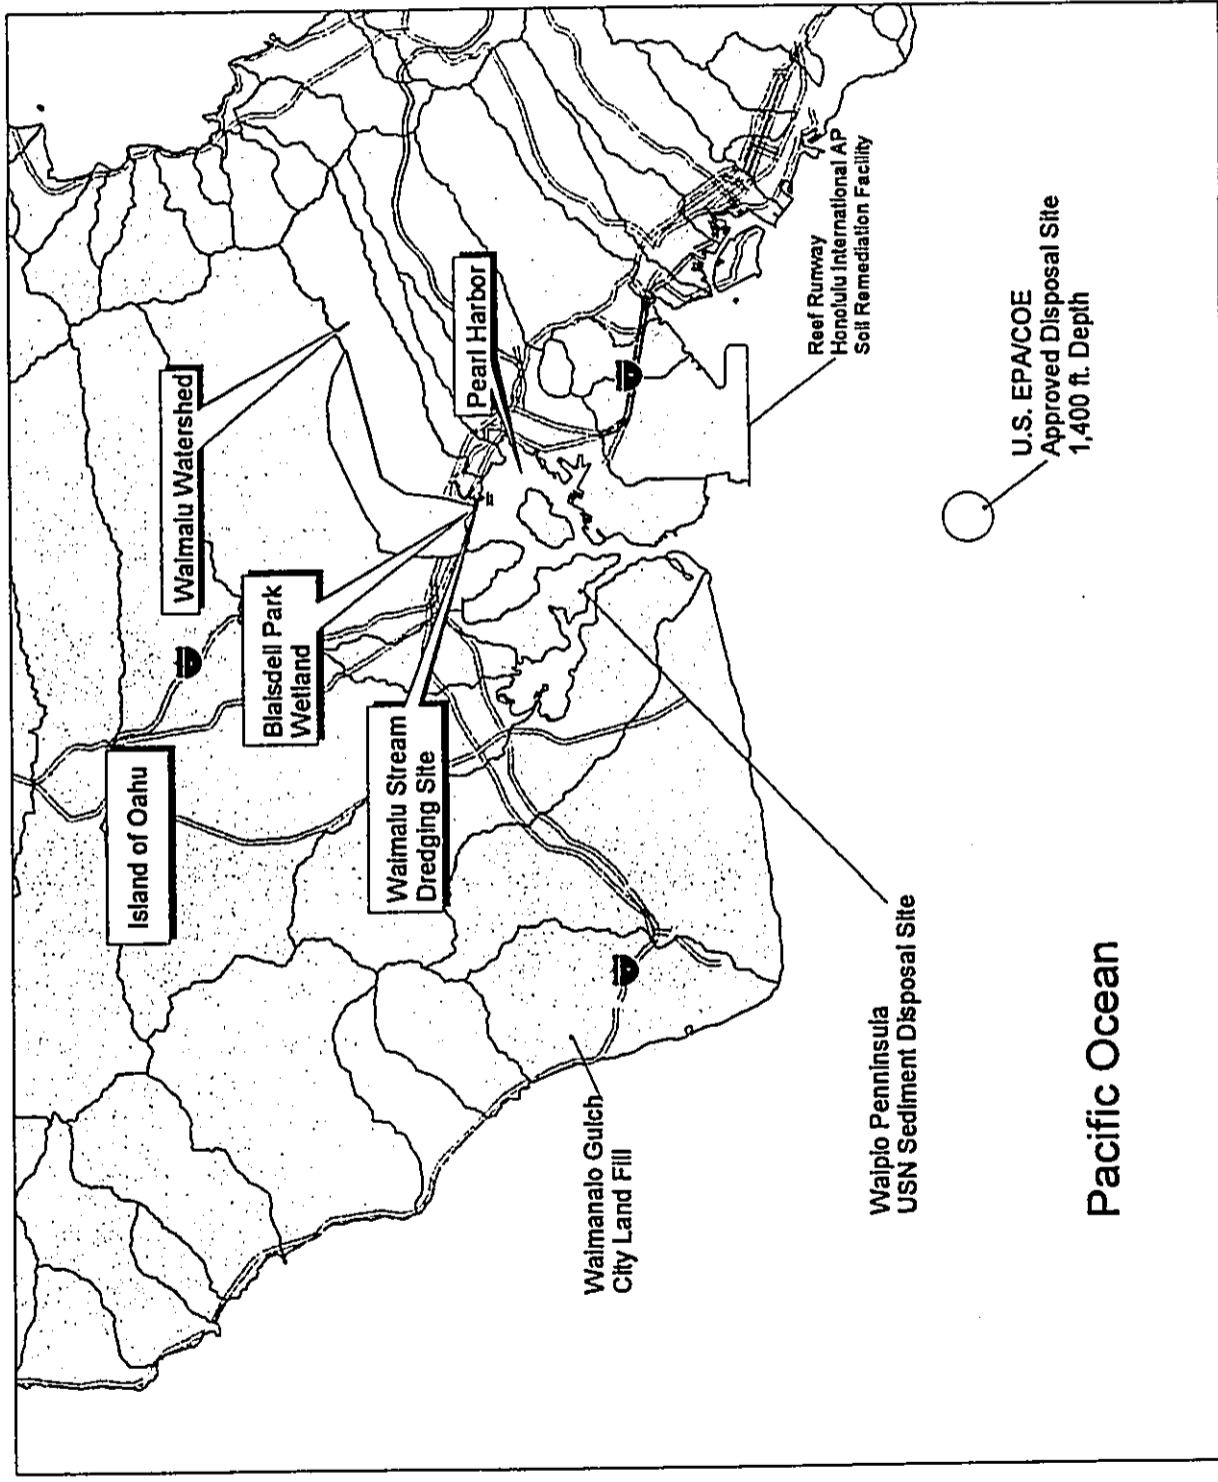 Island of Oahu
Waimalu Watershed
Blaisdell Park
Wetland
Waimalu Stream
Dredging Site
Pearl Harbor
Reef Runway
Honolulu International AP
Soil Remediation Facility
U.S. EPA/COE
Approved Disposal Site
1,400 ft. Depth
Waimanalo Gulch
City Land Fill
Waipio Penninsula
USN Sediment Disposal Site
Pacific Ocean